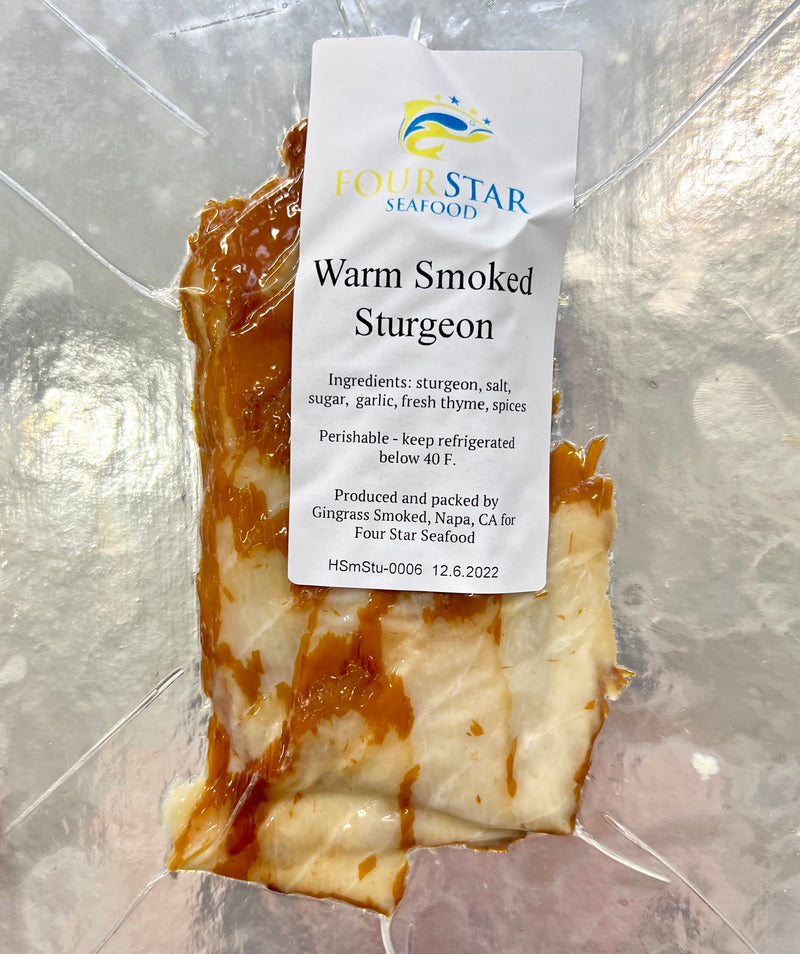 FOUR STAR
SEAFOOD
Warm Smoked
Sturgeon
Ingredients: sturgeon, salt,
sugar, garlic, fresh thyme, spices
Perishable - keep refrigerated
below 40 F.
Produced and packed by
Gingrass Smoked, Napa, CA for
Four Star Seafood
HSmStu-0006 12.6.2022